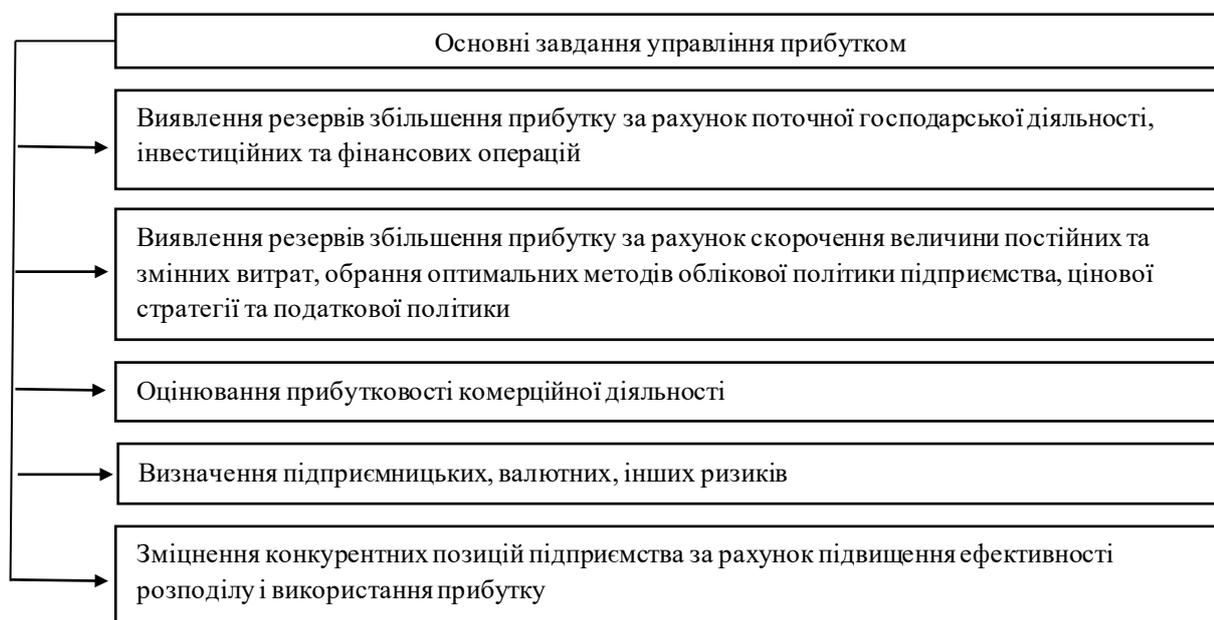 Основні завдання управління прибутком
Виявлення резервів збільшення прибутку за рахунок поточної господарської діяльності,
інвестиційних та фінансових операцій
Виявлення резервів збільшення прибутку за рахунок скорочення величини постійних та
змінних витрат, обрання оптимальних методів облікової політики підприємства, цінової
стратегії та податкової політики
Оцінювання прибутковості комерційної діяльності
Визначення підприємницьких, валютних, інших ризиків
Зміцнення конкурентних позицій підприємства за рахунок підвищення ефективності
розподілу і використання прибутку